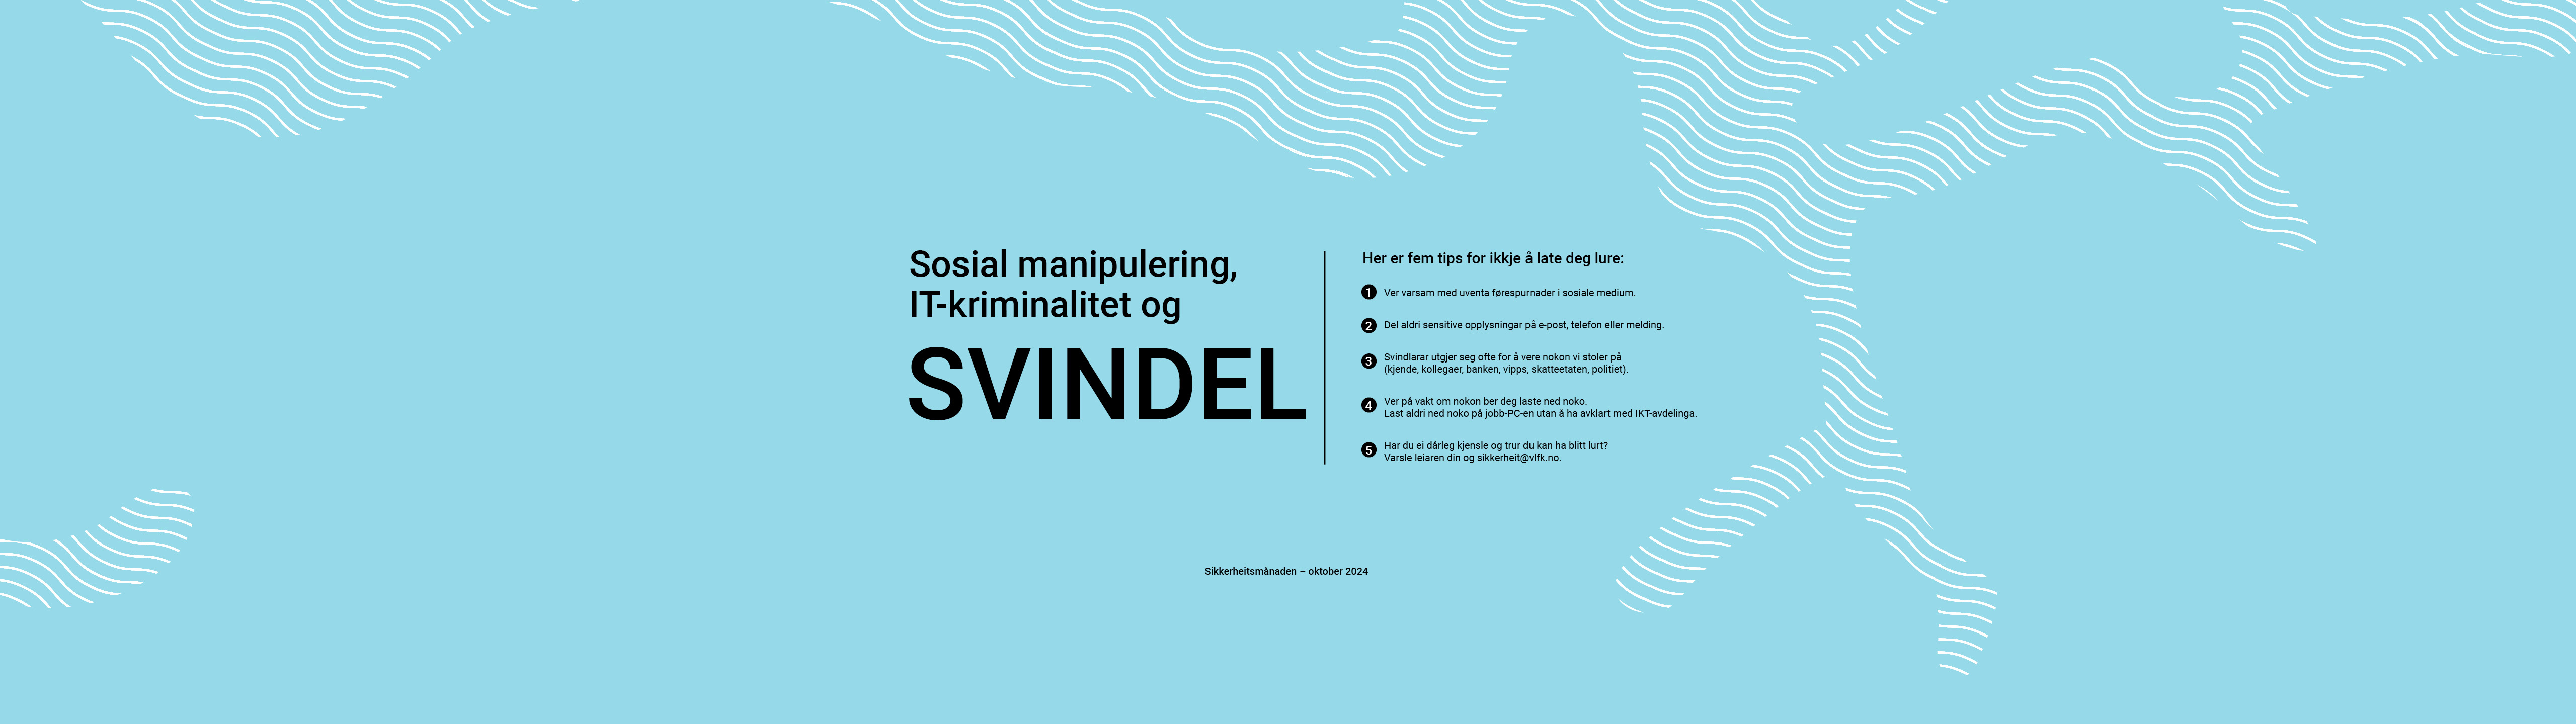 Sosial manipulering,
IT-kriminalitet og
SVINDEL
Her er fem tips for ikkje å late deg lure:
1 Ver varsam med uventa førespurnader i sosiale medium.
2 Del aldri sensitive opplysningar på e-post, telefon eller melding.
3 Svindlarar utgjer seg ofte for å vere nokon vi stoler på
(kjende, kollegaer, banken, vipps, skatteetaten, politiet).
4 Ver på vakt om nokon ber deg laste ned noko.
Last aldri ned noko på jobb-PC-en utan å ha avklart med IKT-avdelinga.
5 Har du ei dårleg kjensle og trur du kan ha blitt lurt?
Varsle leiaren din og sikkerheit@vlfk.no.
Sikkerheitsmånaden – oktober 2024